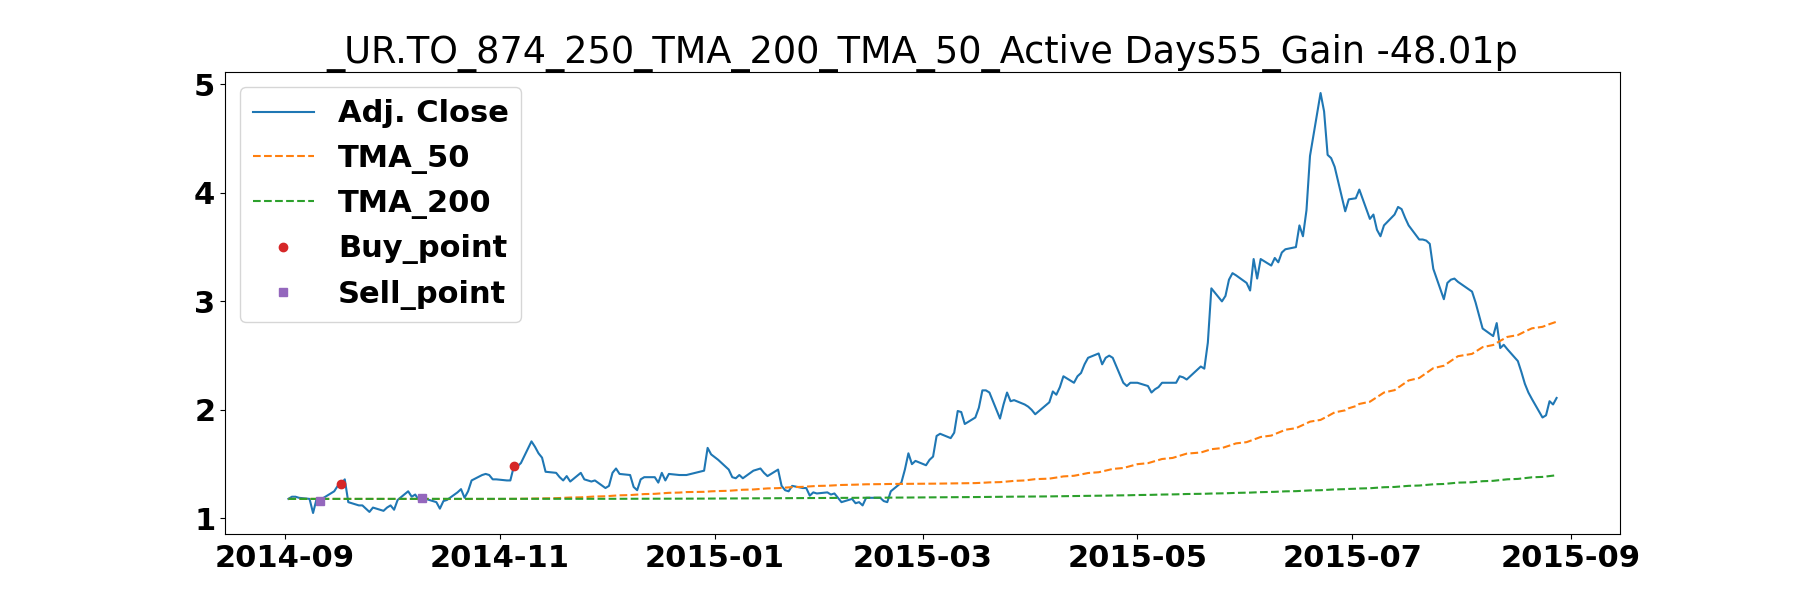 _UR.TO_874_250_TMA_200_TMA_50_Active Days55_Gain -48.01p
5
4
3
2
1
Adj. Close
TMA_50
TMA_200
Buy_point
Sell_point
2014-09 2014-11 2015-01 2015-03 2015-05 2015-07 2015-09